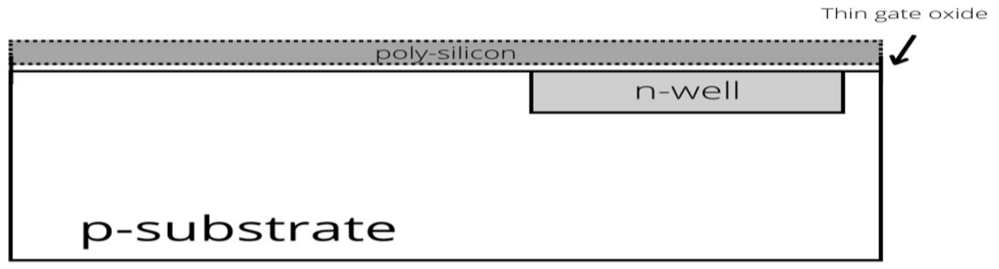 Thin gate oxide
poly-silicon
n-well
p-substrate